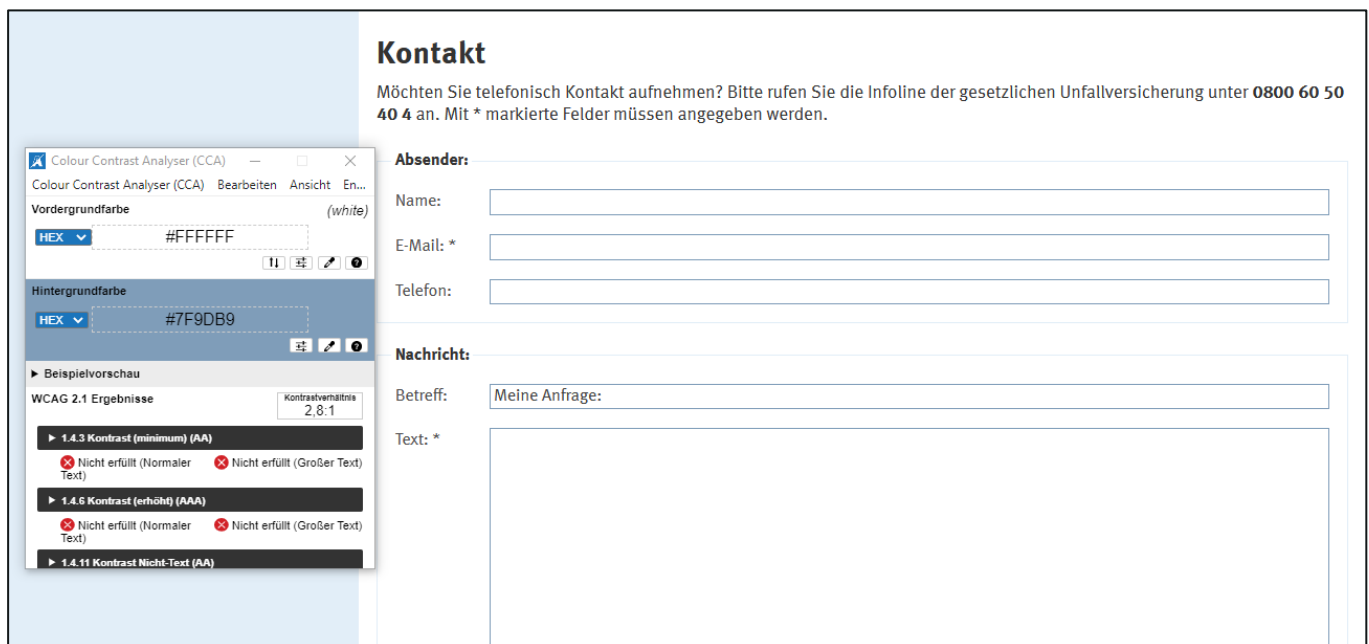 Kontakt
Möchten Sie telefonisch Kontakt aufnehmen? Bitte rufen Sie die Infoline der gesetzlichen Unfallversicherung unter 0800 60 50
40 4 an. Mit * markierte Felder müssen angegeben werden.
Colour Contrast Analyser (CCA)
Colour Contrast Analyser (CCA) Bearbeiten Ansicht En...
Vordergrundfarbe (white)
HEX #FFFFFF
Hintergrundfarbe
HEX #7F9DB9
Beispielvorschau
WCAG 2.1 Ergebnisse
Kontrastverhältnis
2,8:1
1.4.3 Kontrast (minimum) (AA)
Nicht erfüllt (Normaler Nicht erfüllt (Großer Text)
Text)
1.4.6 Kontrast (erhöht) (AAA)
Nicht erfüllt (Normaler Nicht erfüllt (Großer Text)
Text)
1.4.11 Kontrast Nicht-Text (AA)
Absender:
Name:
E-Mail: *
Telefon:
Nachricht:
Betreff: Meine Anfrage:
Text: *